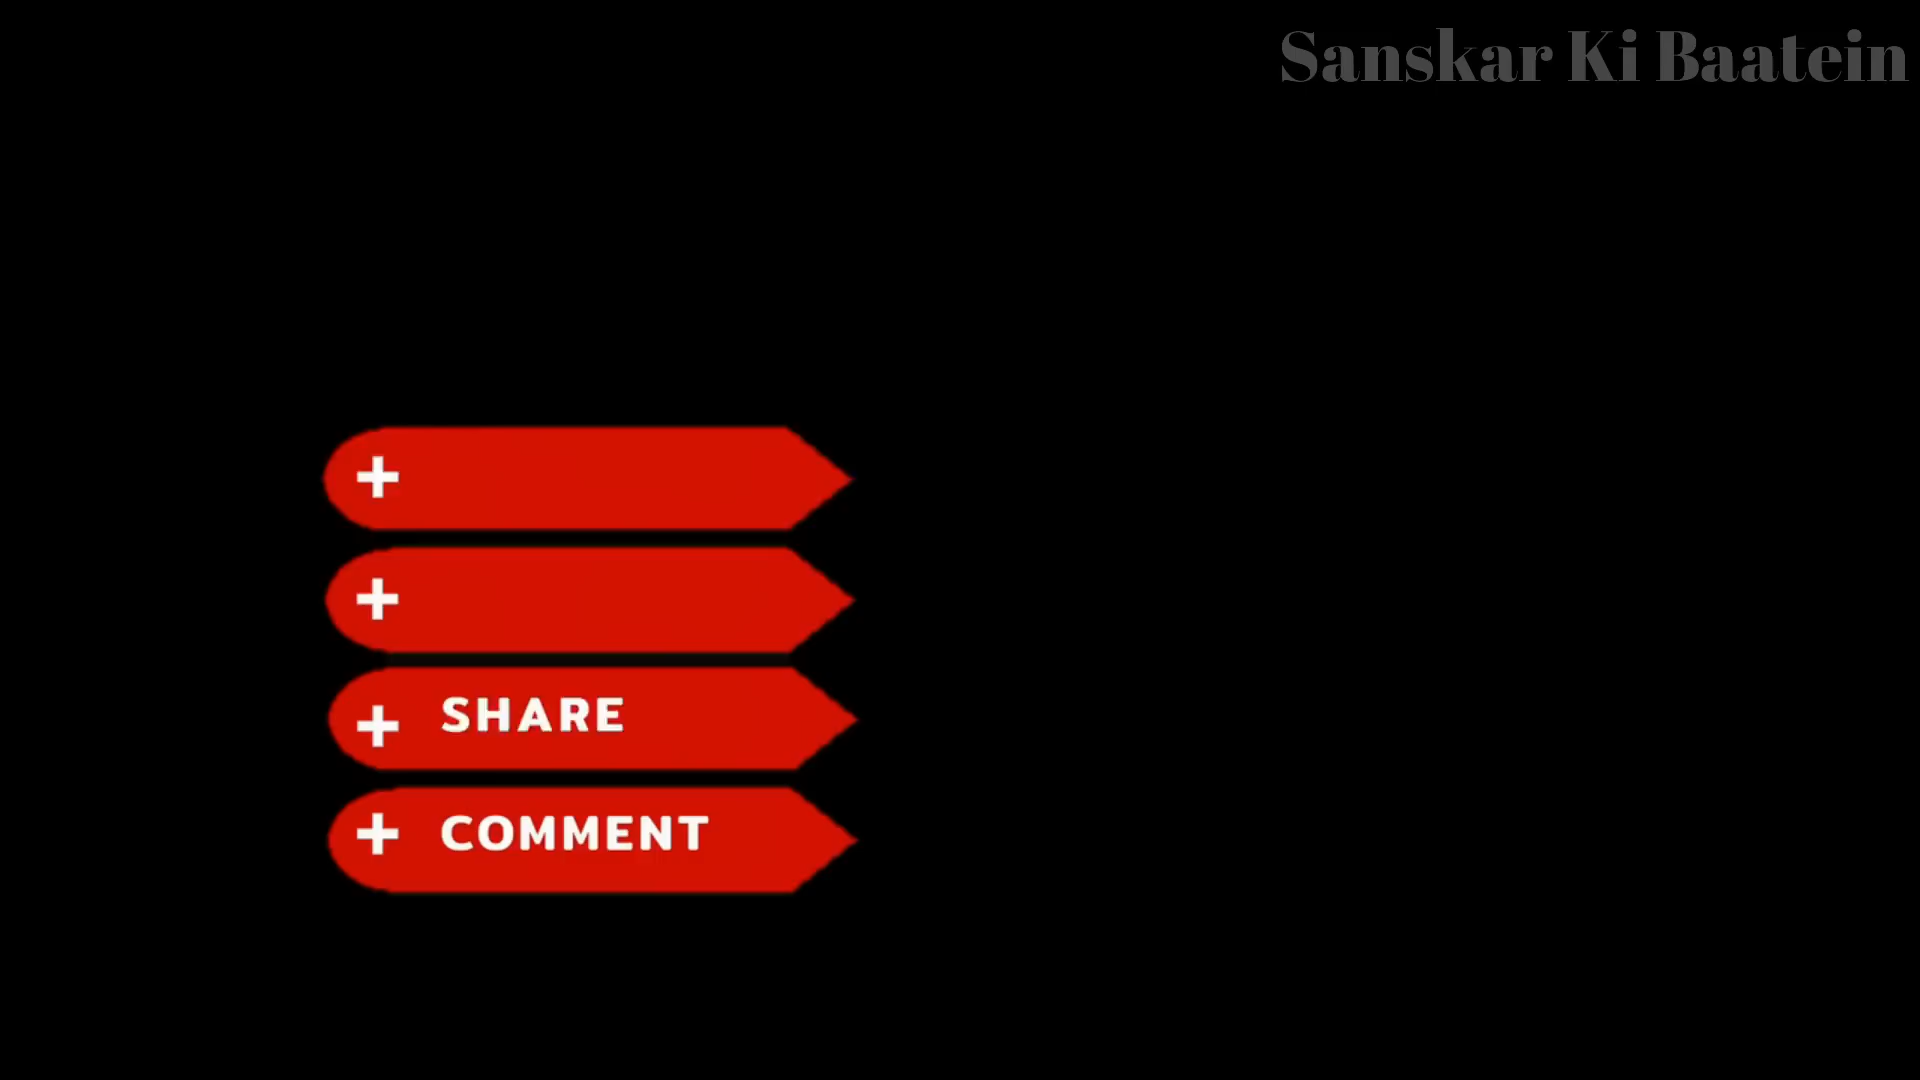 Sanskar Ki Baatein
+
+
+ SHARE
+ COMMENT